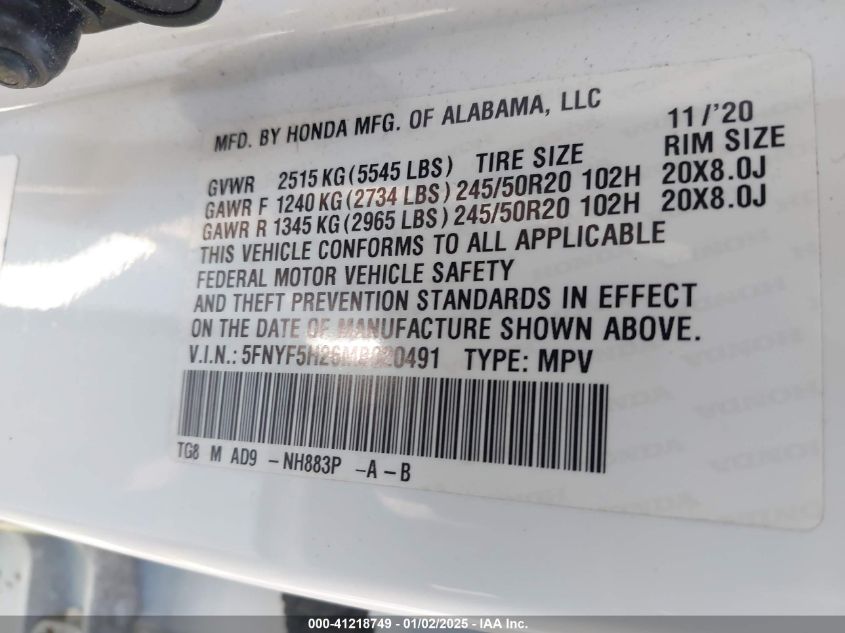 MFD. BY HONDA MFG. OF ALABAMA, LLC 11/'20
GVWR 2515 KG (5545 LBS) TIRE SIZE RIM SIZE
GAWR F 1240 KG (2734 LBS) 245/50R20 102H 20X8.0J
GAWR R 1345 KG (2965 LBS) 245/50R20 102H 20X8.0J
THIS VEHICLE CONFORMS TO ALL APPLICABLE
FEDERAL MOTOR VEHICLE SAFETY
AND THEFT PREVENTION STANDARDS IN EFFECT
ON THE DATE OF MANUFACTURE SHOWN ABOVE.
V.I.N.: 5FNYF5H26MB020491 TYPE: MPV
TG8 M AD9 -NH883P -A -B
000-41218749 - 01/02/2025 - IAA Inc.